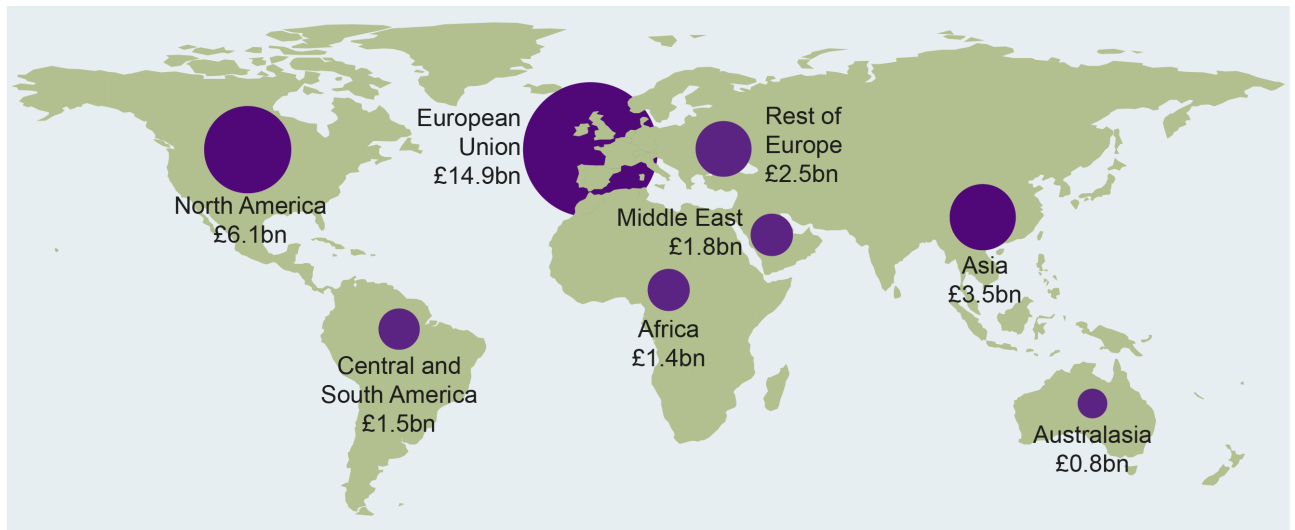 European
Union
£14.9bn
Rest of
Europe
£2.5bn
North America
£6.1bn
Middle East
£1.8bn
Asia
£3.5bn
Africa
£1.4bn
Central and
South America
£1.5bn
Australasia
£0.8bn